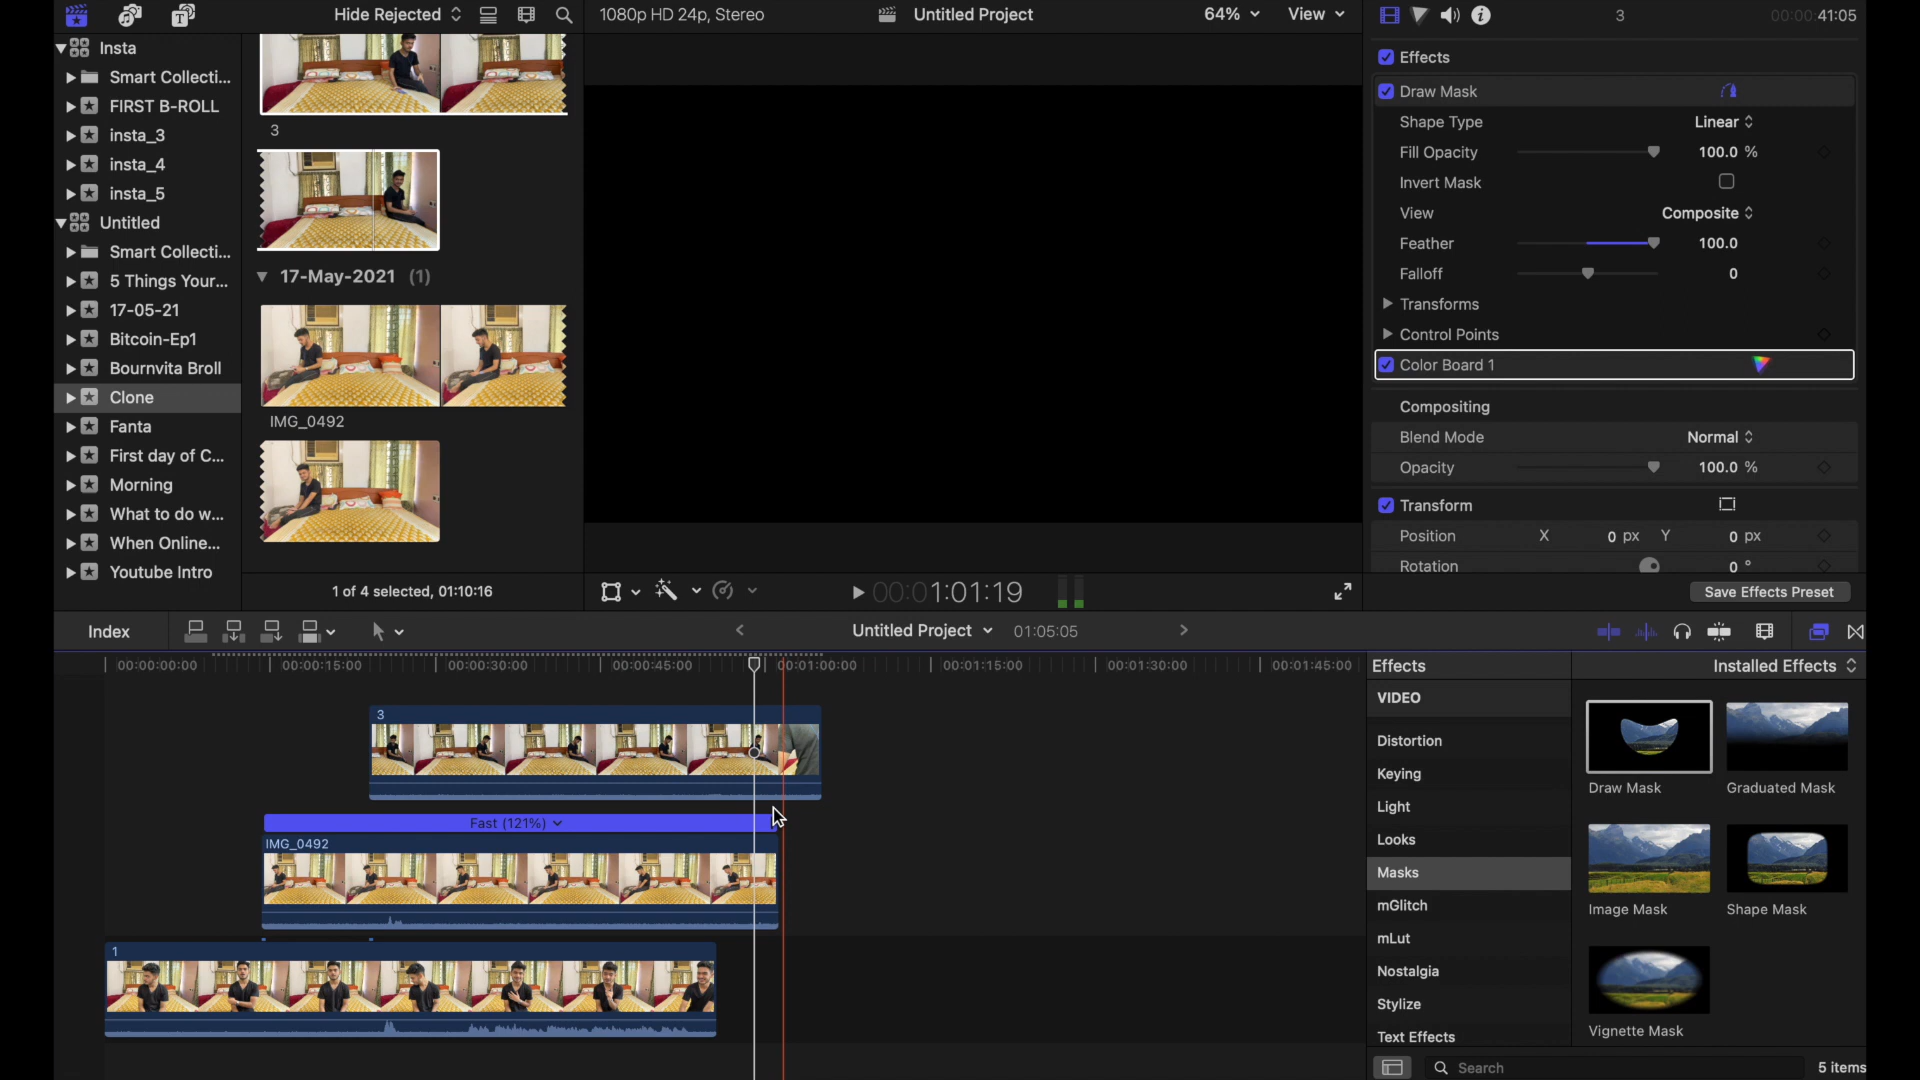 Hide Rejected
1080p HD 24p, Stereo
Untitled Project
64%
View
3
00:00:41:05
Insta
Smart Collecti...
FIRST B-ROLL
insta_3
insta_4
insta_5
Untitled
Smart Collecti...
5 Things Your...
17-05-21
Bitcoin-Ep1
Bournvita Broll
Clone
Fanta
First day of C...
Morning
What to do w...
When Online...
Youtube Intro
3
17-May-2021 (1)
IMG_0492
1 of 4 selected, 01:10:16
00:01:01:19
Effects
Draw Mask
Shape Type Linear
Fill Opacity 100.0 %
Invert Mask
View Composite
Feather 100.0
Falloff 0
Transforms
Control Points
Color Board 1
Compositing
Blend Mode Normal
Opacity 100.0 %
Transform
Position X 0 px Y 0 px
Rotation 0 °
Save Effects Preset
Index
Untitled Project
01:05:05
00:00:00:00 00:00:15:00 00:00:30:00 00:00:45:00 00:01:00:00 00:01:15:00 00:01:30:00 00:01:45:00
3
Fast (121%)
IMG_0492
1
Effects
Installed Effects
VIDEO
Distortion
Keying
Light
Looks
Masks
mGlitch
mLut
Nostalgia
Stylize
Text Effects
Draw Mask
Graduated Mask
Image Mask
Shape Mask
Vignette Mask
Search
5 items